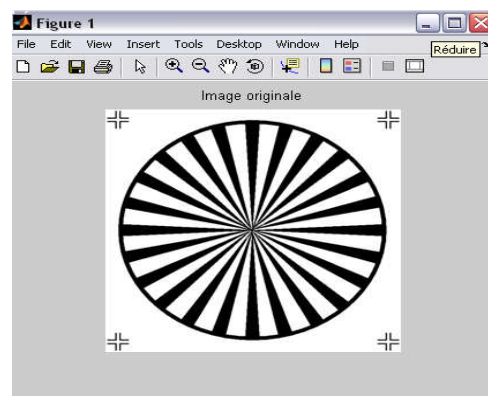 Figure 1
File Edit View Insert Tools Desktop Window Help
Réduire
Image originale